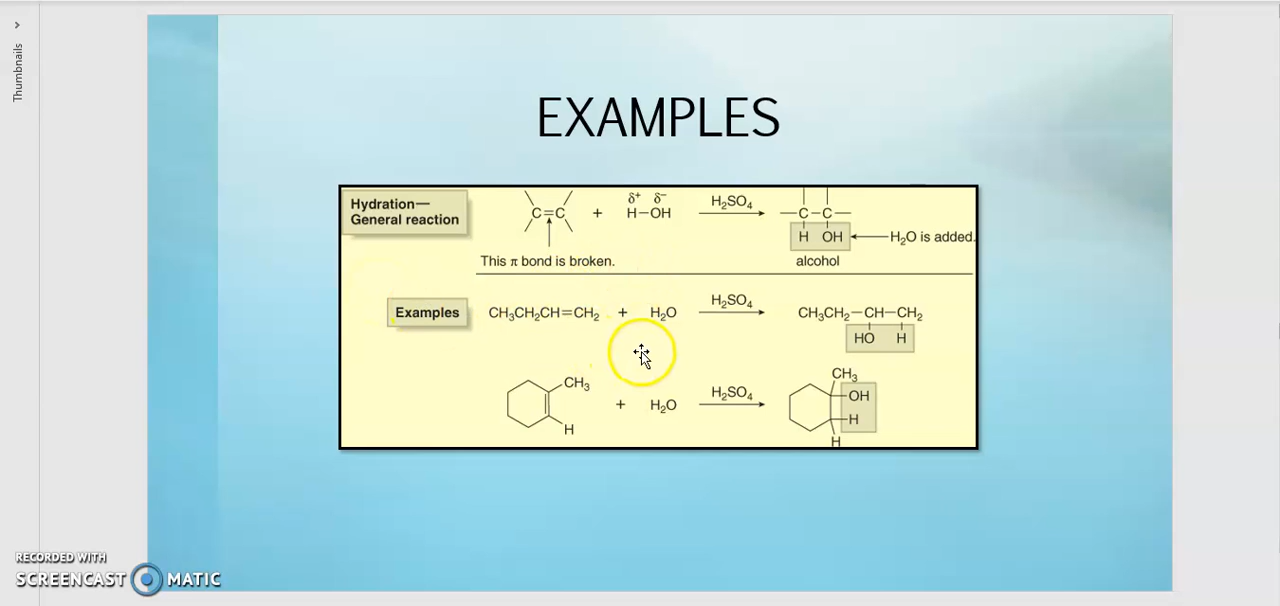 Thumbnails
EXAMPLES
Hydration—
General reaction
C=C + δ+ δ− H−OH H2SO4 −C−C−
H OH H2O is added.
This π bond is broken. alcohol
Examples CH3CH2CH=CH2 + H2O H2SO4 CH3CH2−CH−CH2
HO H
CH3 H + H2O H2SO4 CH3 OH H H
RECORDED WITH
SCREENCAST MATIC